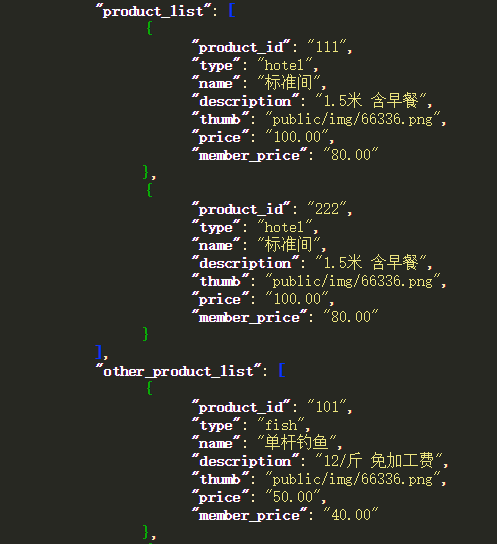 "product_list": [
{
"product_id": "111",
"type": "hotel",
"name": "标准间",
"description": "1.5米 含早餐",
"thumb": "public/img/66336.png",
"price": "100.00",
"member_price": "80.00"
},
{
"product_id": "222",
"type": "hotel",
"name": "标准间",
"description": "1.5米 含早餐",
"thumb": "public/img/66336.png",
"price": "100.00",
"member_price": "80.00"
}
],
"other_product_list": [
{
"product_id": "101",
"type": "fish",
"name": "单杆钓鱼",
"description": "12/斤 免加工费",
"thumb": "public/img/66336.png",
"price": "50.00",
"member_price": "40.00"
},